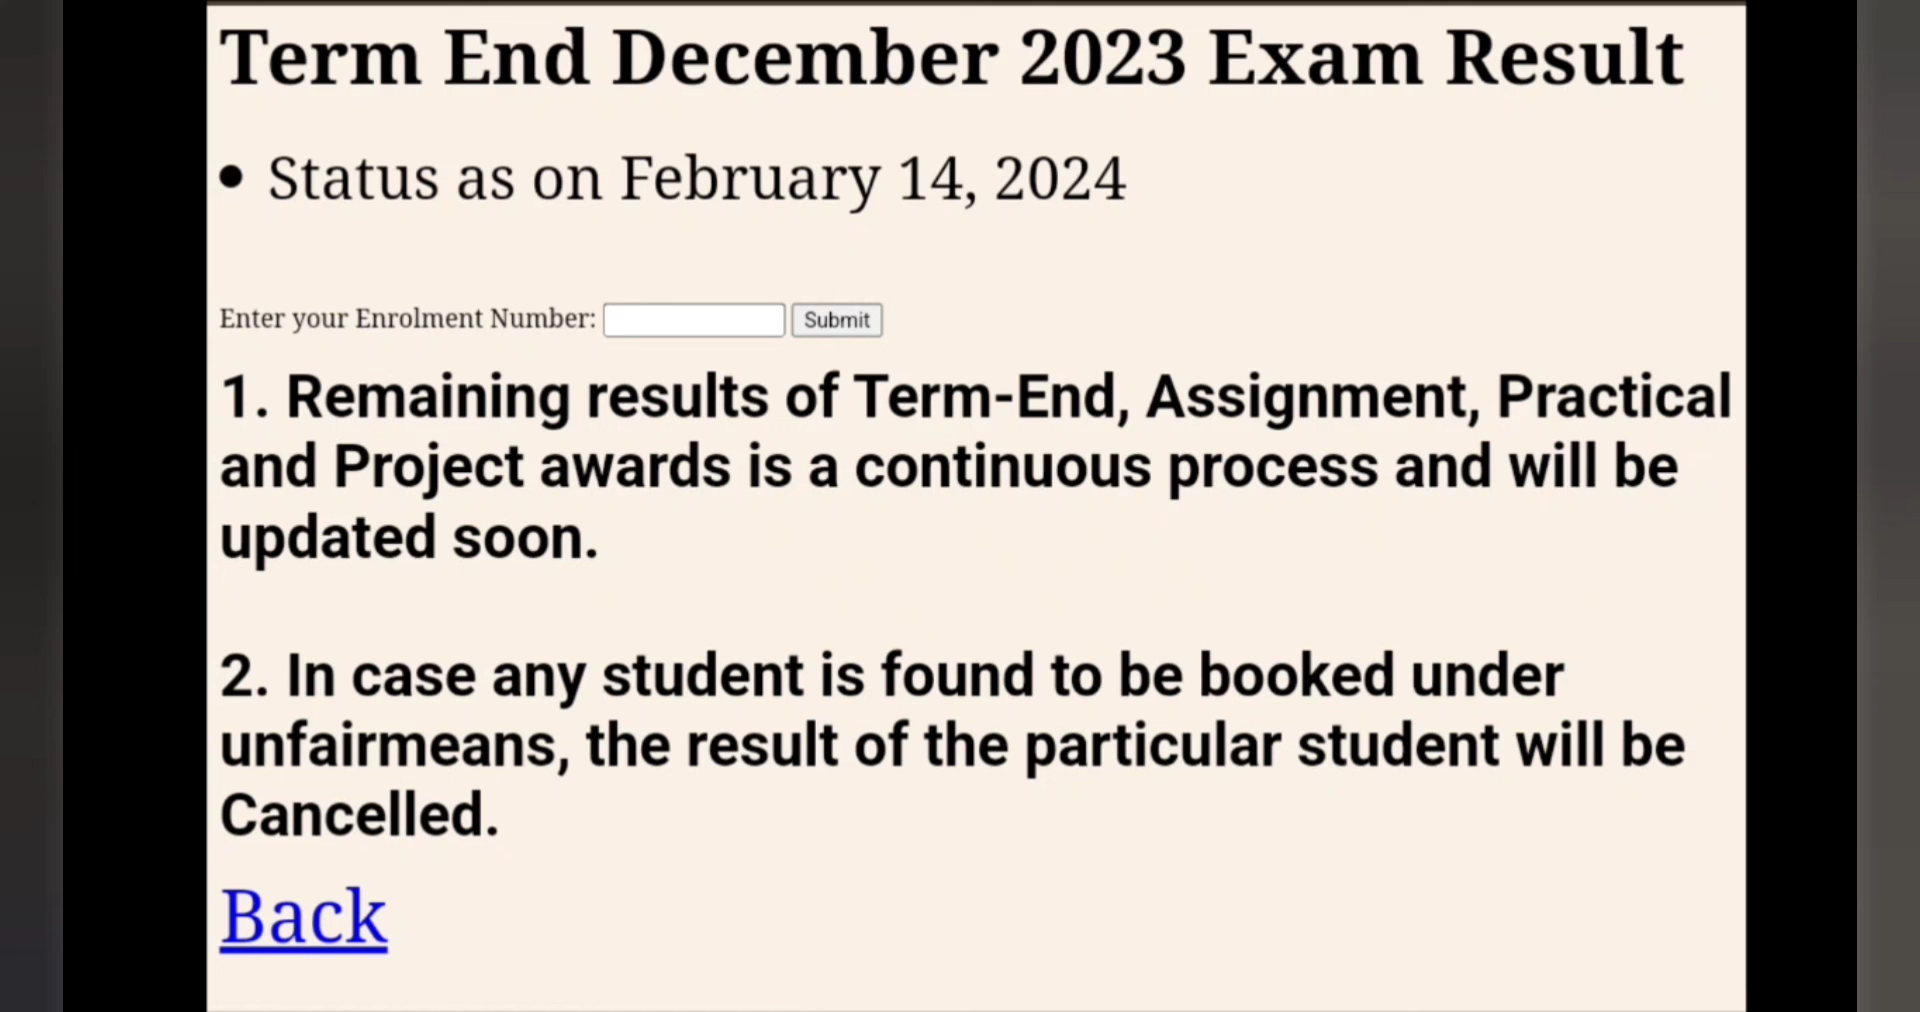 Term End December 2023 Exam Result
• Status as on February 14, 2024
Enter your Enrolment Number: Submit
1. Remaining results of Term-End, Assignment, Practical
and Project awards is a continuous process and will be
updated soon.
2. In case any student is found to be booked under
unfairmeans, the result of the particular student will be
Cancelled.
Back